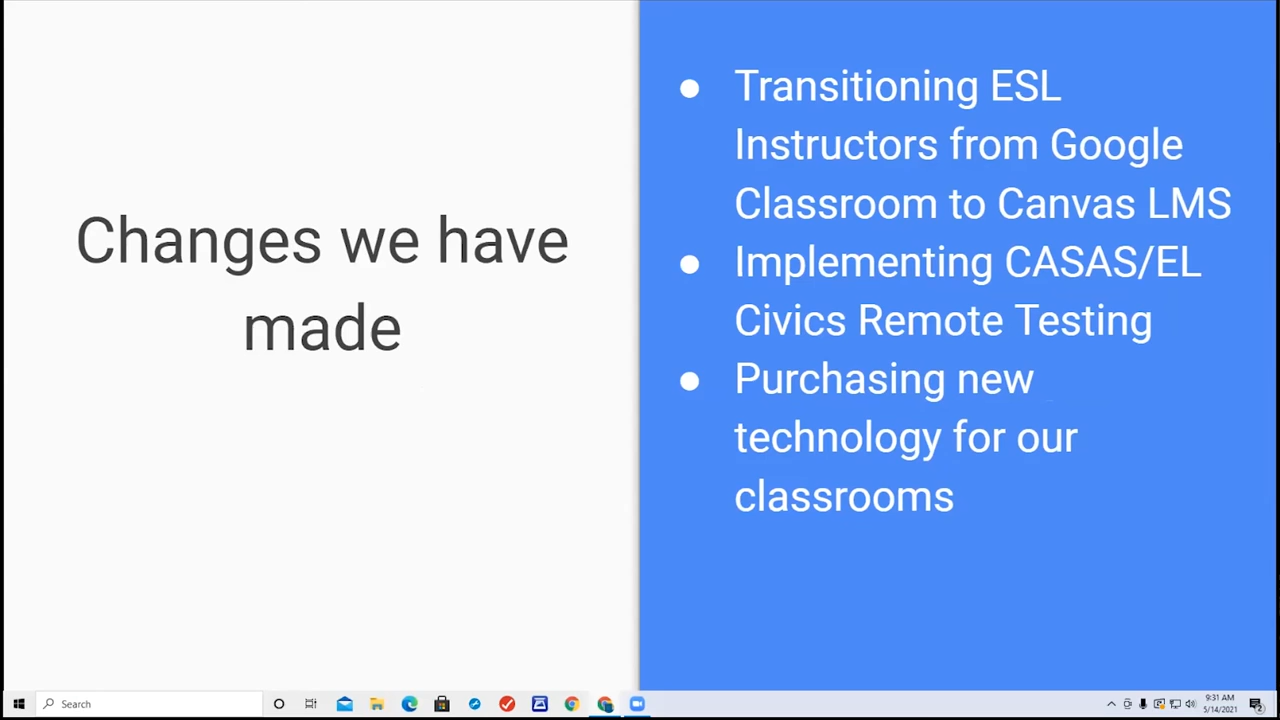 Changes we have
made
● Transitioning ESL
Instructors from Google
Classroom to Canvas LMS
● Implementing CASAS/EL
Civics Remote Testing
● Purchasing new
technology for our
classrooms
Search
9:31 AM
5/14/2021
2